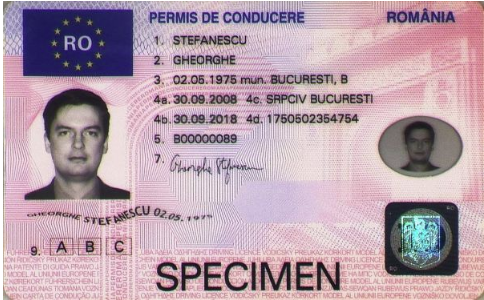 RO
PERMIS DE CONDUCERE ROMÂNIA
1. STEFANESCU
2. GHEORGHE
3. 02.05.1975 mun. BUCURESTI, B
4a. 30.09.2008 4c. SRPCIV BUCURESTI
4b. 30.09.2018 4d. 1750502354754
5. B00000089
7. Gheorghe Stefanescu
GHEORGHE STEFANESCU 02.05.1975
9. A B C
SPECIMEN